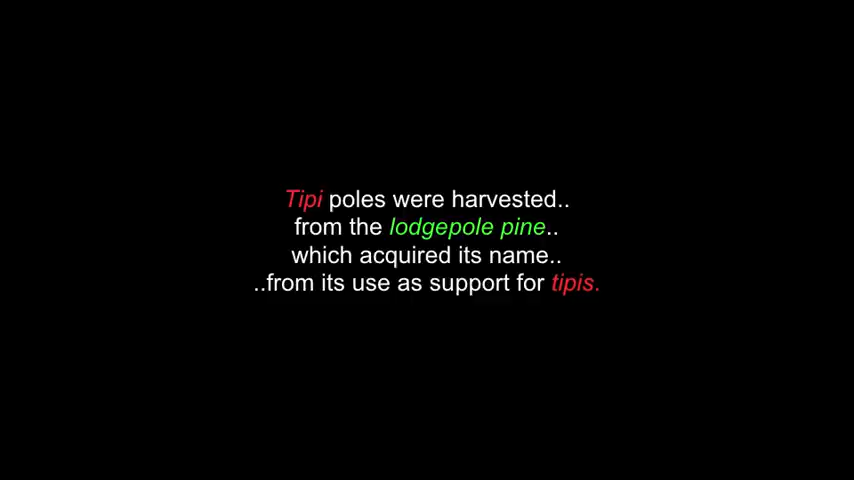 Tipi poles were harvested..
from the lodgepole pine..
which acquired its name..
..from its use as support for tipis.